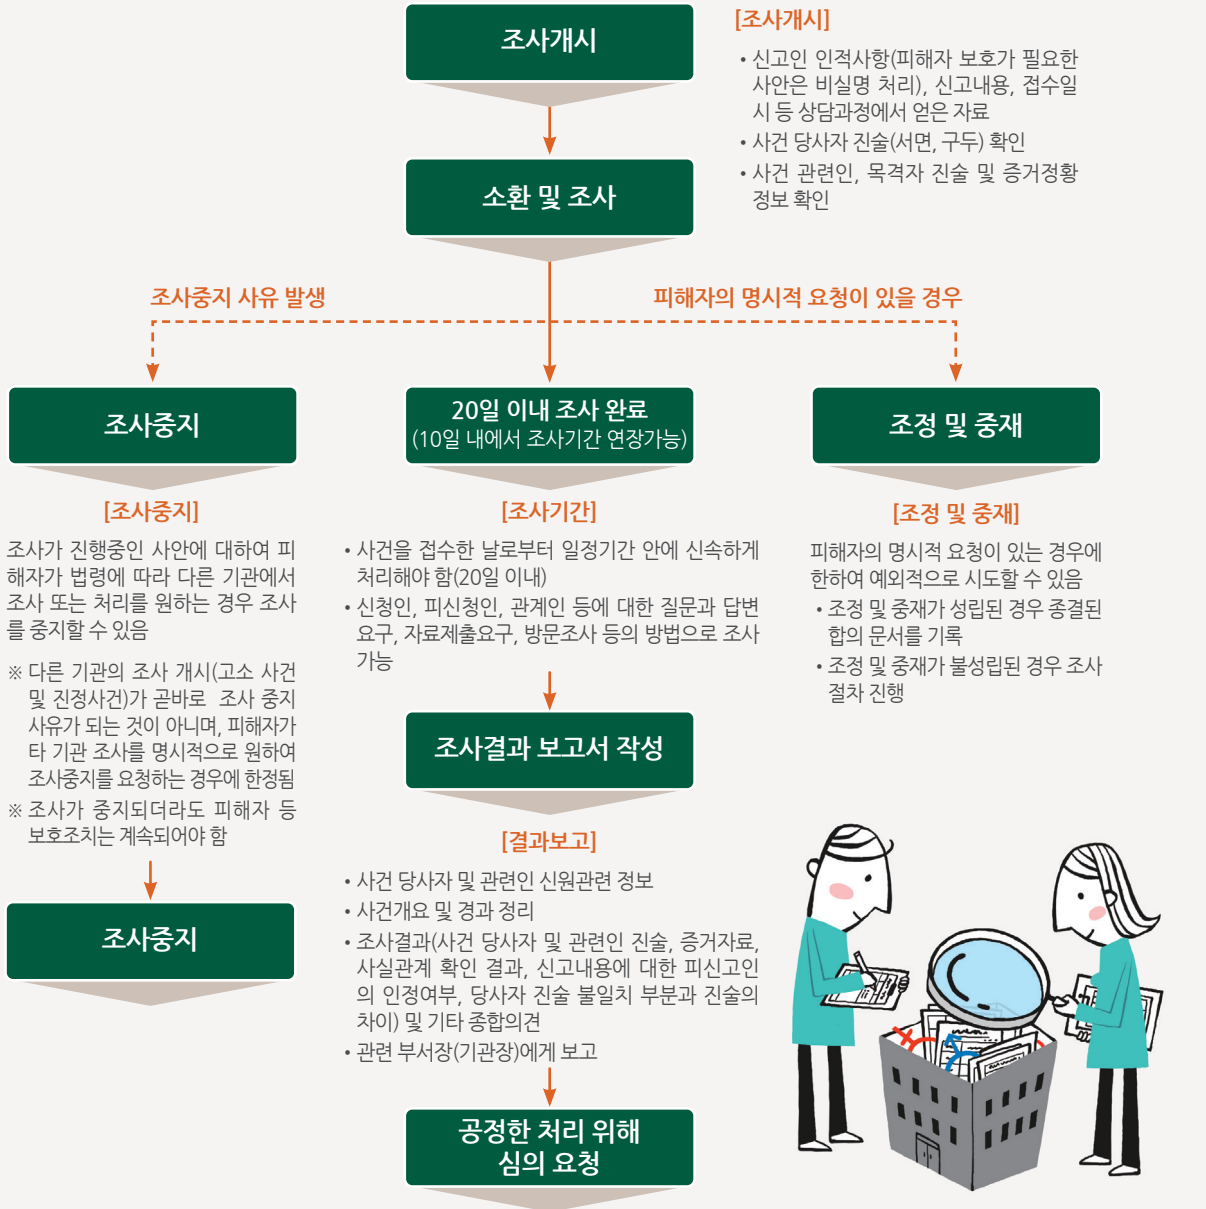 조사개시
[조사개시]
• 신고인 인적사항(피해자 보호가 필요한
사안은 비실명 처리), 신고내용, 접수일
시 등 상담과정에서 얻은 자료
• 사건 당사자 진술(서면, 구두) 확인
• 사건 관련인, 목격자 진술 및 증거정황
정보 확인
소환 및 조사
조사중지 사유 발생
피해자의 명시적 요청이 있을 경우
조사중지
[조사중지]
조사가 진행중인 사안에 대하여 피
해자가 법령에 따라 다른 기관에서
조사 또는 처리를 원하는 경우 조사
를 중지할 수 있음
※ 다른 기관의 조사 개시(고소 사건
및 진정사건)가 곧바로 조사 중지
사유가 되는 것이 아니며, 피해자가
타 기관 조사를 명시적으로 원하여
조사중지를 요청하는 경우에 한정됨
※ 조사가 중지되더라도 피해자 등
보호조치는 계속되어야 함
조사중지
20일 이내 조사 완료
(10일 내에서 조사기간 연장가능)
[조사기간]
• 사건을 접수한 날로부터 일정기간 안에 신속하게
처리해야 함(20일 이내)
• 신청인, 피신청인, 관계인 등에 대한 질문과 답변
요구, 자료제출요구, 방문조사 등의 방법으로 조사
가능
조사결과 보고서 작성
[결과보고]
• 사건 당사자 및 관련인 신원관련 정보
• 사건개요 및 경과 정리
• 조사결과(사건 당사자 및 관련인 진술, 증거자료,
사실관계 확인 결과, 신고내용에 대한 피신고인
의 인정여부, 당사자 진술 불일치 부분과 진술의
차이) 및 기타 종합의견
• 관련 부서장(기관장)에게 보고
공정한 처리 위해
심의 요청
조정 및 중재
[조정 및 중재]
피해자의 명시적 요청이 있는 경우에
한하여 예외적으로 시도할 수 있음
• 조정 및 중재가 성립된 경우 종결된
합의 문서를 기록
• 조정 및 중재가 불성립된 경우 조사
절차 진행